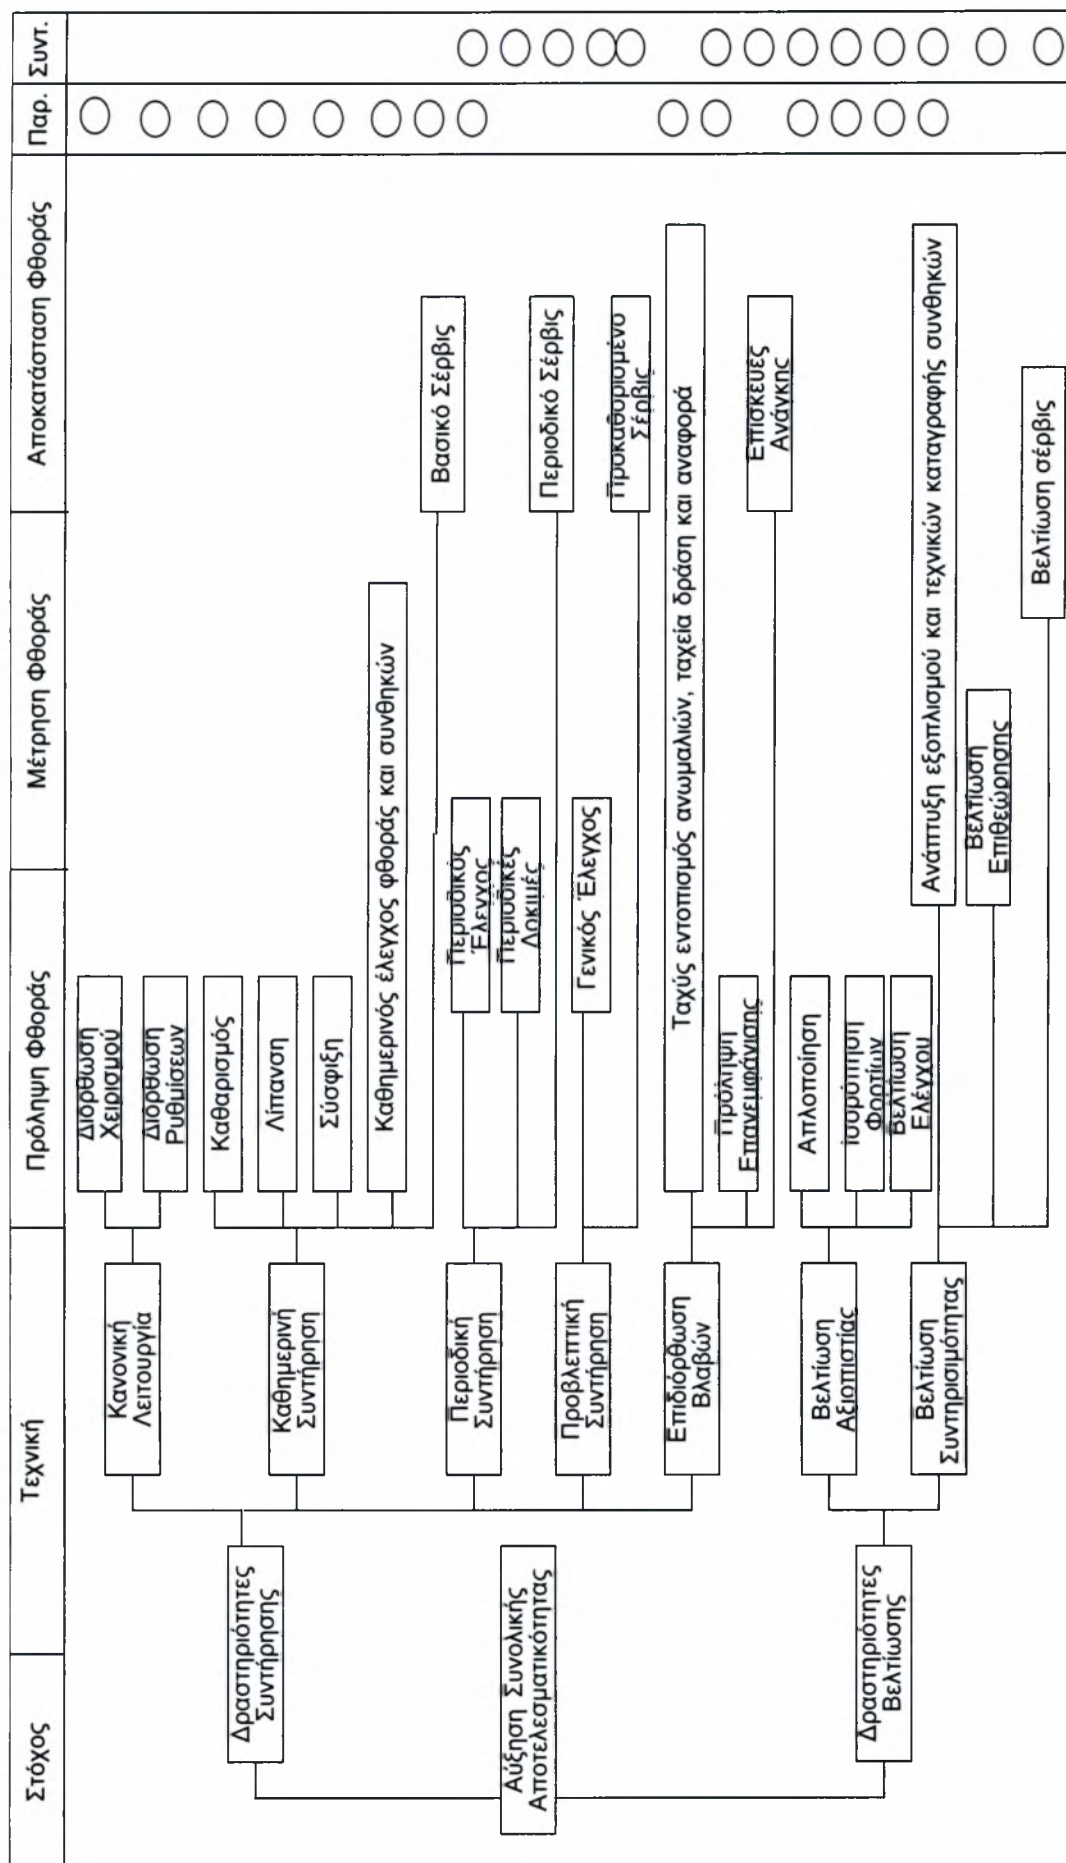 Στόχος
Τεχνική
Πρόληψη Φθοράς
Μέτρηση Φθοράς
Αποκατάσταση Φθοράς
Παρ.
Συντ.
Αύξηση Συνολικής
Αποτελεσματικότητας
Δραστηριότητες
Συντήρησης
Δραστηριότητες
Βελτίωσης
Κανονική
Λειτουργία
Καθημερινή
Συντήρηση
Περιοδική
Συντήρηση
Προβλεπτική
Συντήρηση
Επιδιόρθωση
Βλαβών
Βελτίωση
Αξιοπιστίας
Βελτίωση
Συντηρισιμότητας
Διόρθωση
Χειρισμού
Διόρθωση
Ρυθμίσεων
Καθαρισμός
Λίπανση
Σύσφιξη
Καθημερινός έλεγχος φθοράς και συνθηκών
Βασικό Σέρβις
Περιοδικός
Έλεγχος
Περιοδικές
Δοκιμές
Περιοδικό Σέρβις
Γενικός Έλεγχος
Προκαθορισμένο
Σέρβις
Ταχύς εντοπισμός ανωμαλιών, ταχεία δράση και αναφορά
Πρόληψη
Επανεμφάνισης
Επισκευές
Ανάγκης
Απλοποίηση
Ισορόπηση
Φορτίων
Βελτίωση
Ελέγχου
Ανάπτυξη εξοπλισμού και τεχνικών καταγραφής συνθηκών
Βελτίωση
Επιθεώρησης
Βελτίωση σέρβις